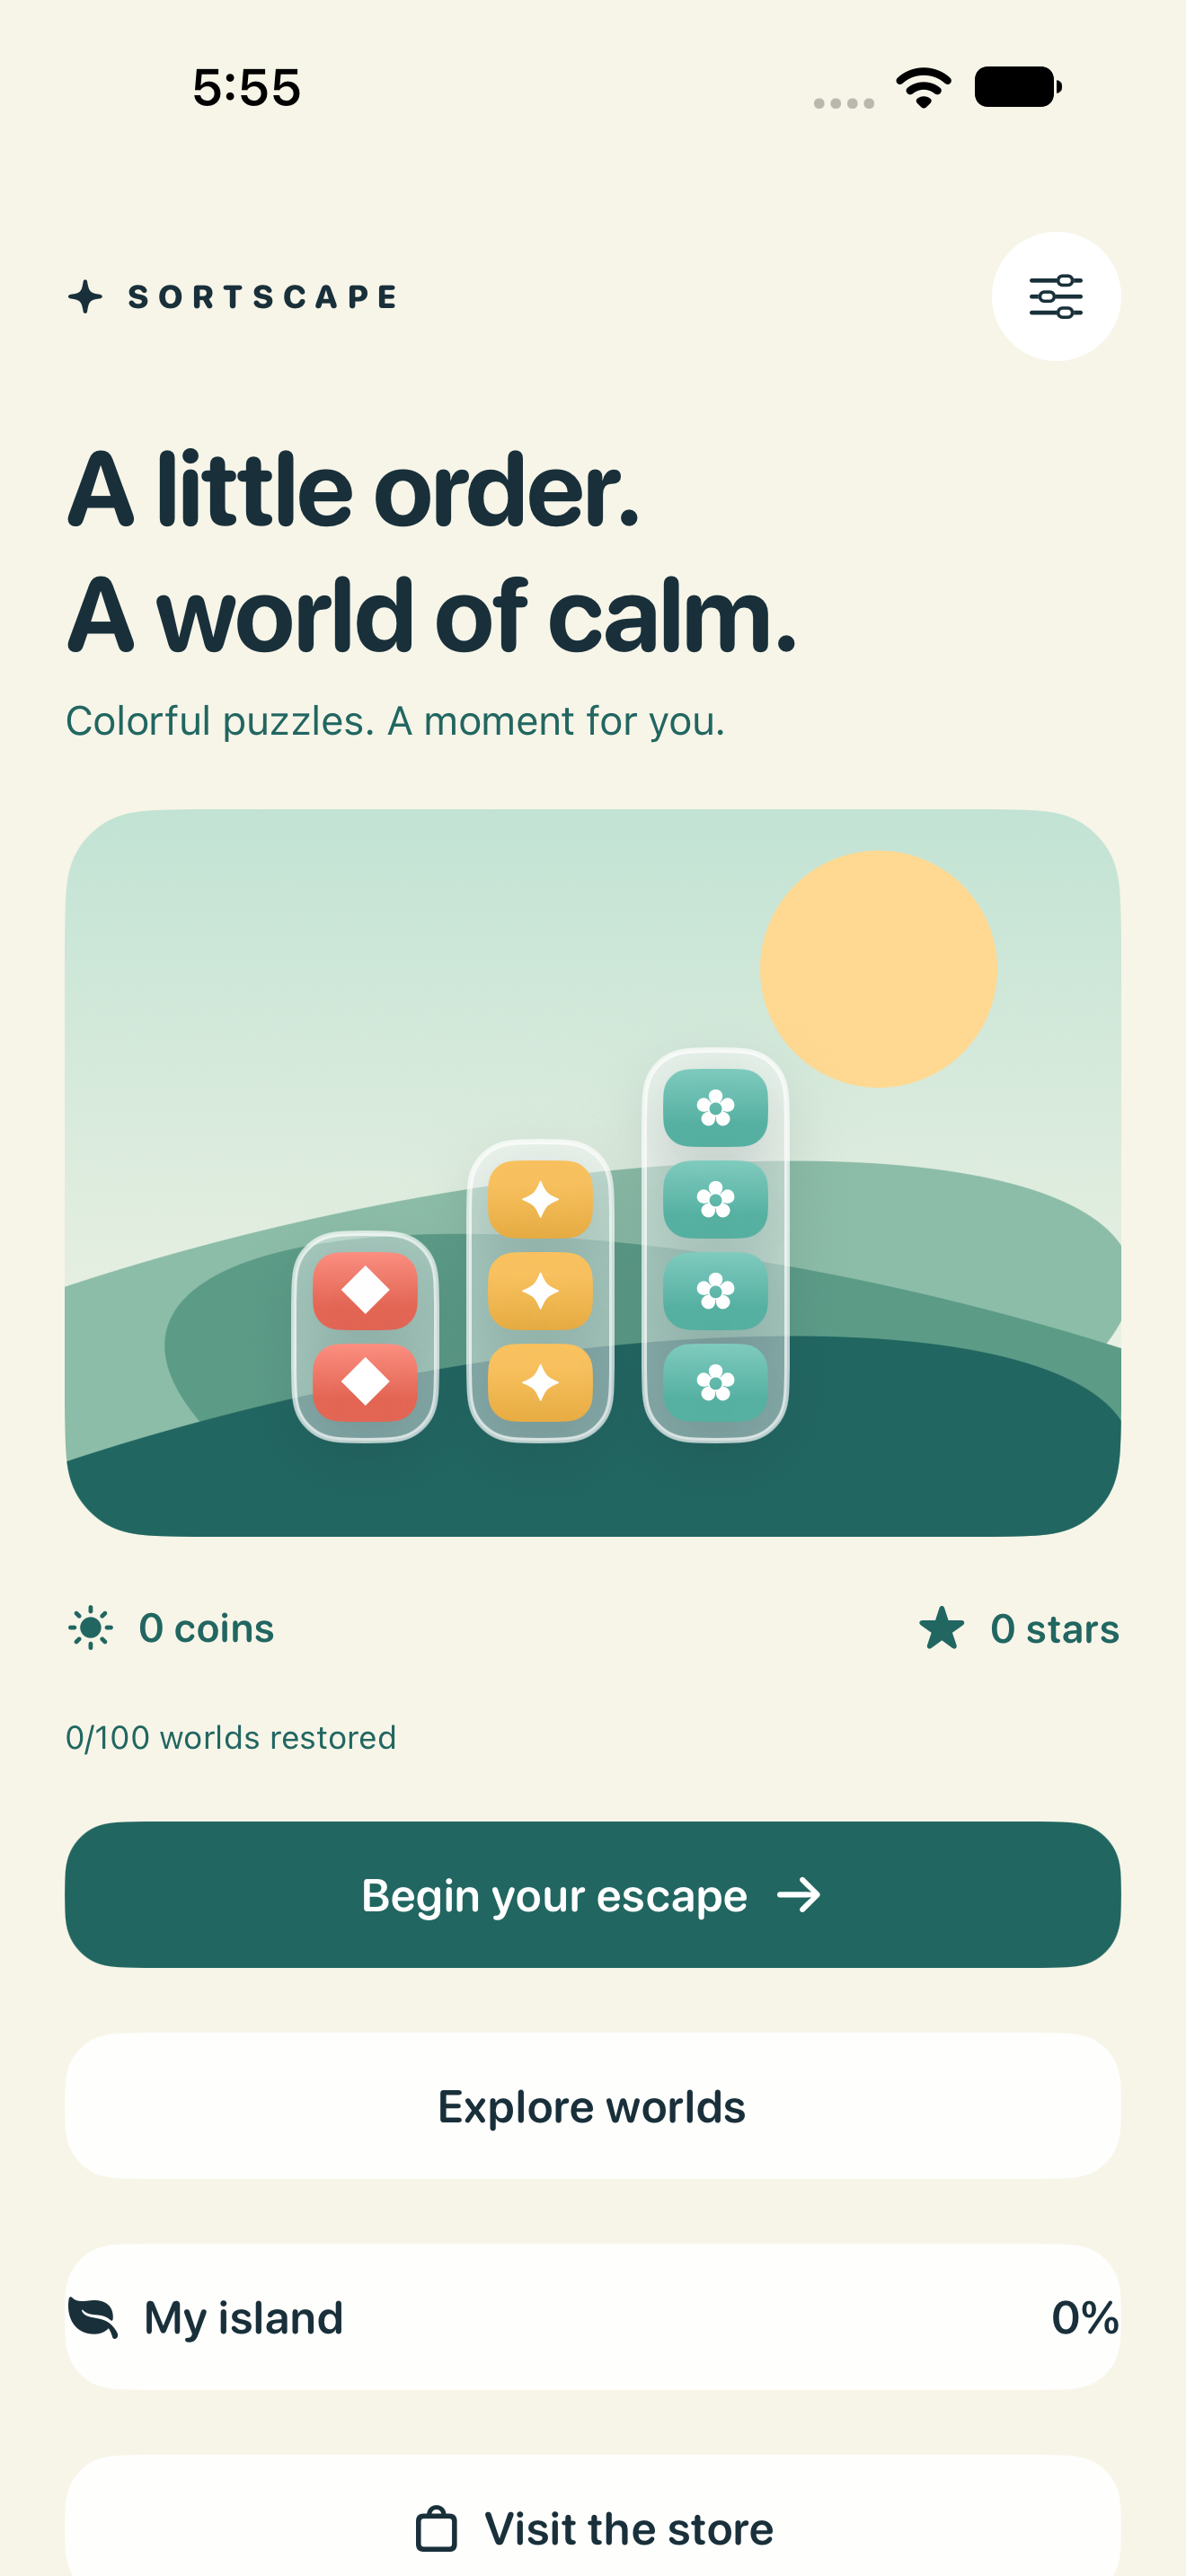 5:55
SORTSCAPE
A little order.
A world of calm.
Colorful puzzles. A moment for you.
0 coins
0 stars
0/100 worlds restored
Begin your escape →
Explore worlds
My island
0%
Visit the store